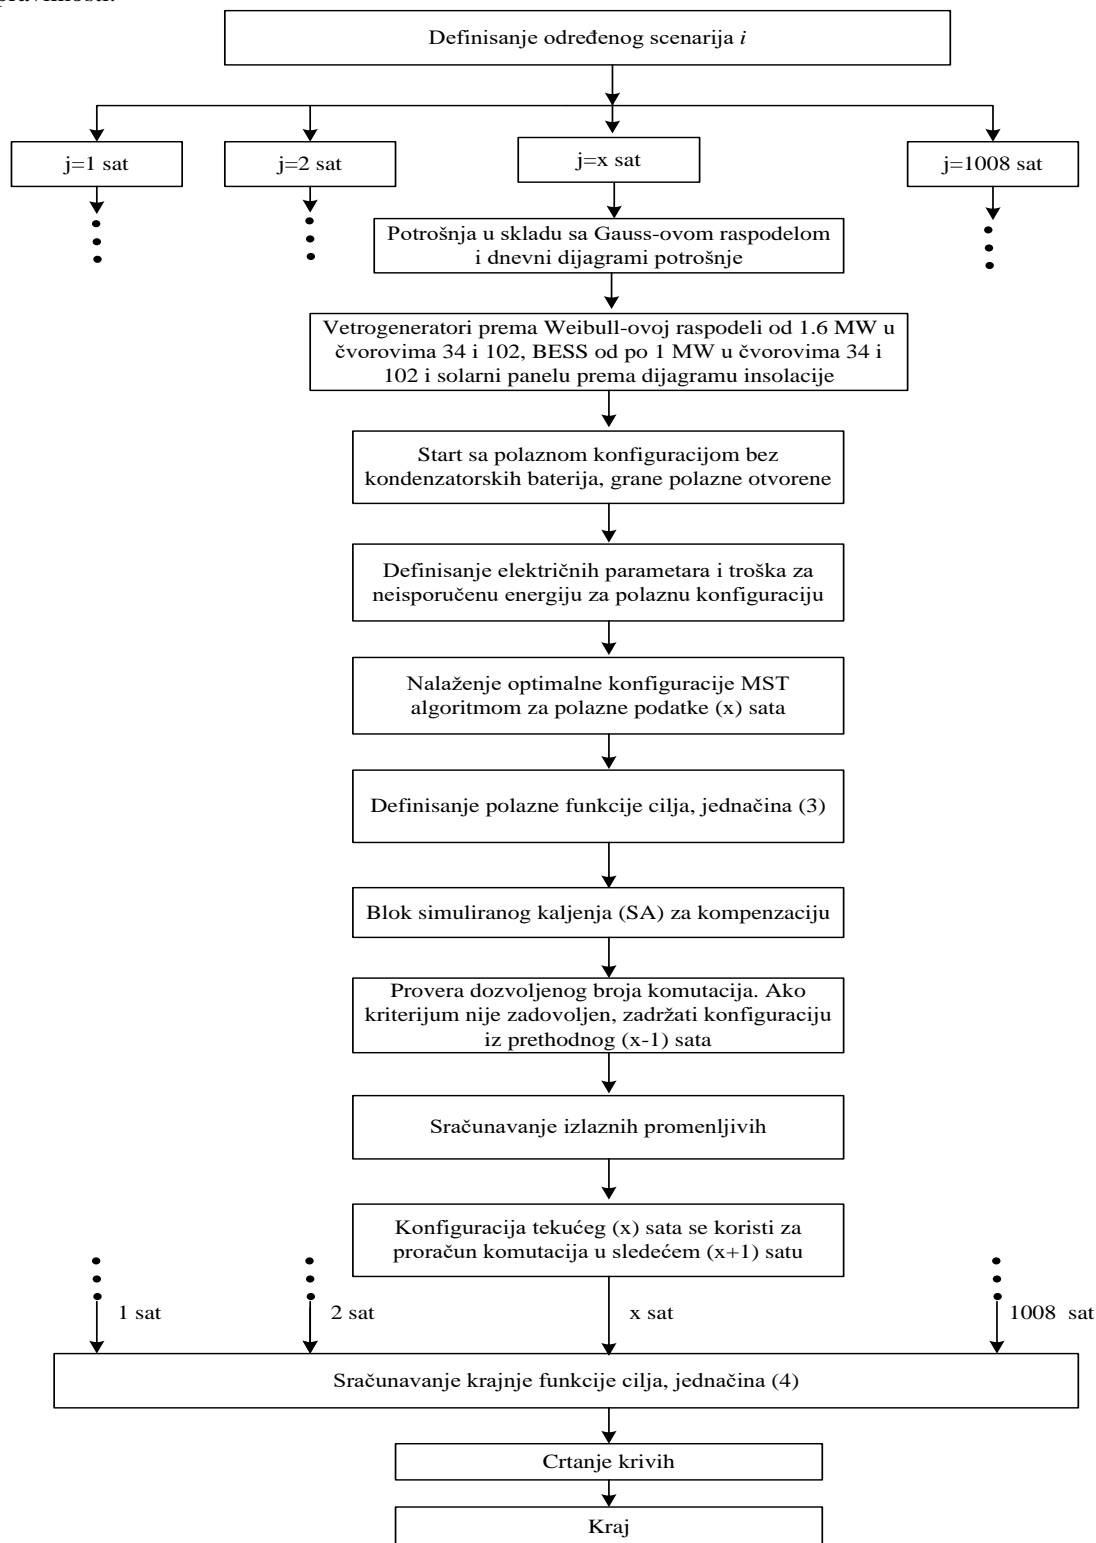 Definisanje određenog scenarija i
j=1 sat
j=2 sat
j=x sat
j=1008 sat
Potrošnja u skladu sa Gauss-ovom raspodelom
i dnevni dijagrami potrošnje
Vetrogeneratori prema Weibull-ovoj raspodeli od 1.6 MW u
čvorovima 34 i 102, BESS od po 1 MW u čvorovima 34 i
102 i solarni panelu prema dijagramu insolacije
Start sa polaznom konfiguracijom bez
kondenzatorskih baterija, grane polazne otvorene
Definisanje električnih parametara i troška za
neisporučenu energiju za polaznu konfiguraciju
Nalaženje optimalne konfiguracije MST
algoritmom za polazne podatke (x) sata
Definisanje polazne funkcije cilja, jednačina (3)
Blok simuliranog kaljenja (SA) za kompenzaciju
Provera dozvoljenog broja komutacija. Ako
kriterijum nije zadovoljen, zadržati konfiguraciju
iz prethodnog (x-1) sata
Sračunavanje izlaznih promenljivih
Konfiguracija tekućeg (x) sata se koristi za
proračun komutacija u sledećem (x+1) satu
1 sat
2 sat
x sat
1008 sat
Sračunavanje krajnje funkcije cilja, jednačina (4)
Crtanje krivih
Kraj